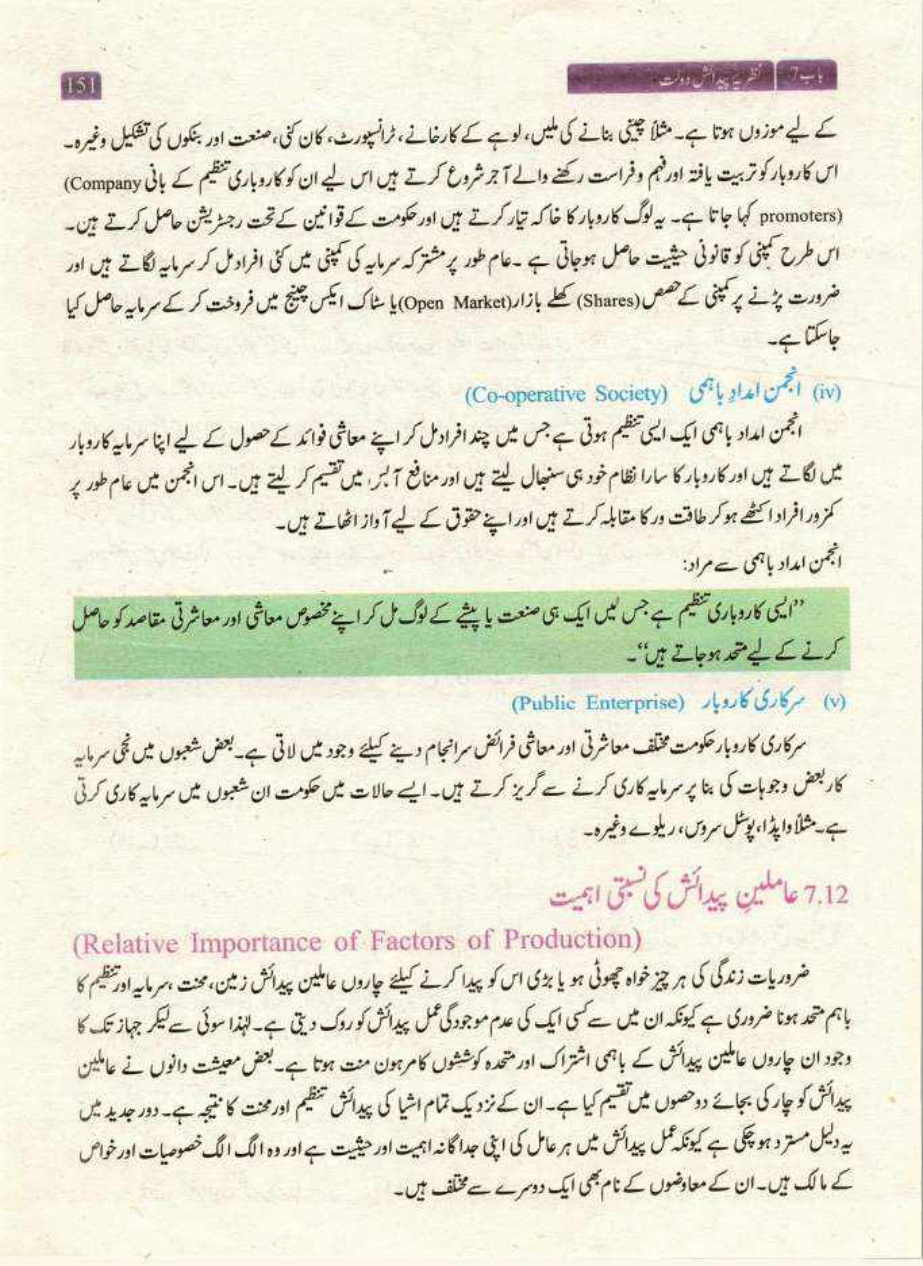 باب 7 نظریہ پیدائش دولت
151
کے لیے موزوں ہوتا ہے۔ مثلاً چینی بنانے کی ملیں، لوہے کے کارخانے، ٹرانسپورٹ، کان کنی، صنعت اور بنکوں کی تشکیل وغیرہ۔
اس کاروبار کو تربیت یافتہ اور فہم و فراست رکھنے والے آجر شروع کرتے ہیں اس لیے ان کو کاروباری تنظیم کے بانی (Company
promoters) کہا جاتا ہے۔ یہ لوگ کاروبار کا خاکہ تیار کرتے ہیں اور حکومت کے قوانین کے تحت رجسٹریشن حاصل کرتے ہیں۔
اس طرح کمپنی کو قانونی حیثیت حاصل ہوجاتی ہے ۔ عام طور پر مشترکہ سرمایہ کی کمپنی میں کئی افراد مل کر سرمایہ لگاتے ہیں اور
ضرورت پڑنے پر کمپنی کے حصص (Shares) کھلے بازار (Open Market) یا سٹاک ایکس چینج میں فروخت کر کے سرمایہ حاصل کیا
جاسکتا ہے۔
(iv) انجمن امدادِ باہمی (Co-operative Society)
انجمن امداد باہمی ایک ایسی تنظیم ہوتی ہے جس میں چند افراد مل کر اپنے معاشی فوائد کے حصول کے لیے اپنا سرمایہ کاروبار
میں لگاتے ہیں اور کاروبار کا سارا نظام خود ہی سنبھال لیتے ہیں اور منافع آپس میں تقسیم کر لیتے ہیں۔ اس انجمن میں عام طور پر
کمزور افراد اکٹھے ہو کر طاقت ور کا مقابلہ کرتے ہیں اور اپنے حقوق کے لیے آواز اٹھاتے ہیں۔
انجمن امداد باہمی سے مراد:
”ایسی کاروباری تنظیم ہے جس میں ایک ہی صنعت یا پیشے کے لوگ مل کر اپنے مخصوص معاشی اور معاشرتی مقاصد کو حاصل
کرنے کے لیے متحد ہوجاتے ہیں“۔
(v) سرکاری کاروبار (Public Enterprise)
سرکاری کاروبار حکومت مختلف معاشرتی اور معاشی فرائض سرانجام دینے کیلئے وجود میں لاتی ہے۔ بعض شعبوں میں نجی سرمایہ
کار بعض وجوہات کی بنا پر سرمایہ کاری کرنے سے گریز کرتے ہیں۔ ایسے حالات میں حکومت ان شعبوں میں سرمایہ کاری کرتی
ہے۔ مثلاً واپڈا، پوسٹل سروس، ریلوے وغیرہ۔
7.12 عاملینِ پیدائش کی نسبتی اہمیت
(Relative Importance of Factors of Production)
ضروریات زندگی کی ہر چیز خواہ چھوٹی ہو یا بڑی اس کو پیدا کرنے کیلئے چاروں عاملین پیدائش زمین، محنت ، سرمایہ اور تنظیم کا
باہم متحد ہونا ضروری ہے کیونکہ ان میں سے کسی ایک کی عدم موجودگی عمل پیدائش کو روک دیتی ہے۔ لہٰذا سوئی سے لیکر جہاز تک کا
وجود ان چاروں عاملین پیدائش کے باہمی اشتراک اور متحدہ کوششوں کا مرہون منت ہوتا ہے۔ بعض معیشت دانوں نے عاملین
پیدائش کو چار کی بجائے دو حصوں میں تقسیم کیا ہے۔ ان کے نزدیک تمام اشیا کی پیدائش تنظیم اور محنت کا نتیجہ ہے۔ دور جدید میں
یہ دلیل مسترد ہو چکی ہے کیونکہ عمل پیدائش میں ہر عامل کی اپنی جداگانہ اہمیت اور حیثیت ہے اور وہ الگ الگ خصوصیات اور خواص
کے مالک ہیں۔ ان کے معاوضوں کے نام بھی ایک دوسرے سے مختلف ہیں۔